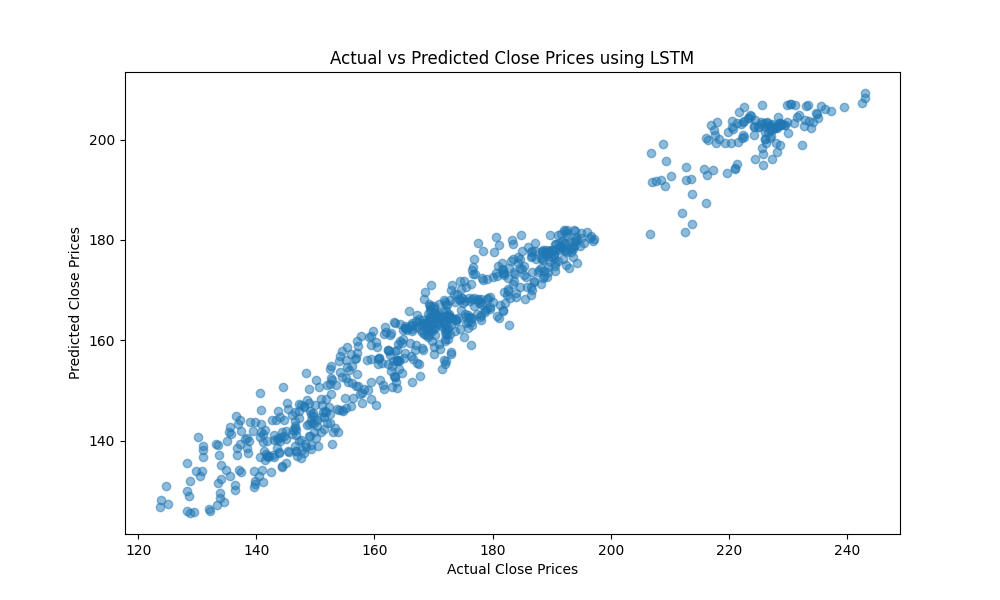 Actual vs Predicted Close Prices using LSTM
Predicted Close Prices
200
180
160
140
120 140 160 180 200 220 240
Actual Close Prices